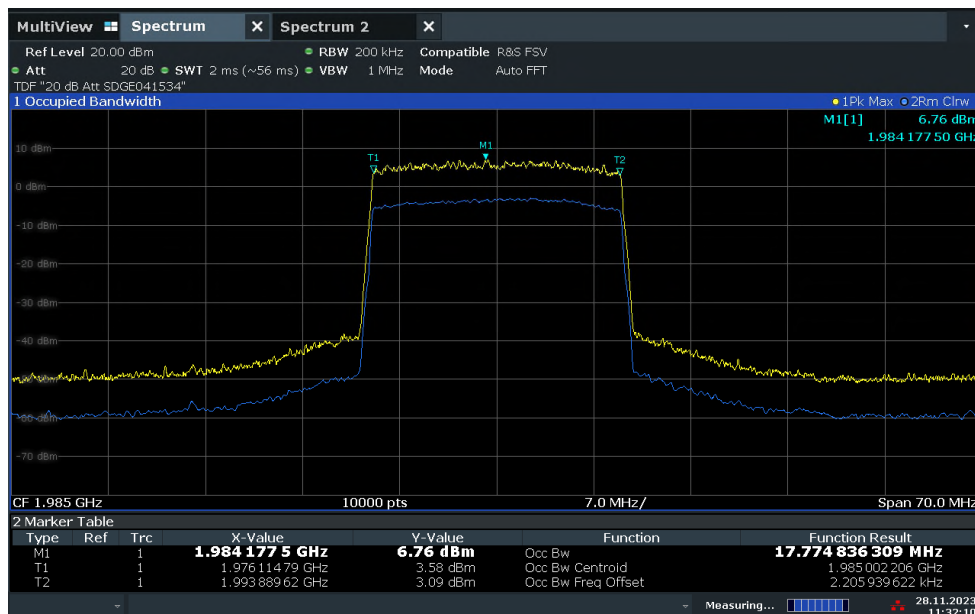 MultiView Spectrum X Spectrum 2 X
Ref Level 20.00 dBm RBW 200 kHz Compatible R&S FSV
Att 20 dB SWT 2 ms (~56 ms) VBW 1 MHz Mode Auto FFT
TDF "20 dB Att SDGE041534"
1 Occupied Bandwidth 1Pk Max 2Rm Clrw
M1[1] 6.76 dBm
1.984 177 50 GHz
M1
T1 T2
10 dBm
0 dBm
-10 dBm
-20 dBm
-30 dBm
-40 dBm
-70 dBm
CF 1.985 GHz 10000 pts 7.0 MHz/ Span 70.0 MHz
2 Marker Table
Type Ref Trc X-Value Y-Value Function Function Result
M1 1 1.984 177 5 GHz 6.76 dBm Occ Bw 17.774 836 309 MHz
T1 1 1.976 114 79 GHz 3.58 dBm Occ Bw Centroid 1.985 002 206 GHz
T2 1 1.993 889 62 GHz 3.09 dBm Occ Bw Freq Offset 2.205 939 622 kHz
Measuring... 28.11.2023
11:32:10